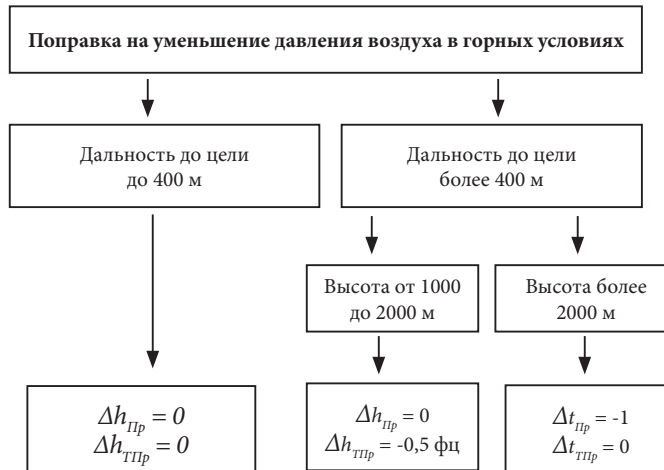 Поправка на уменьшение давления воздуха в горных условиях
Дальность до цели
до 400 м
Дальность до цели
более 400 м
Высота от 1000
до 2000 м
Высота более
2000 м
Δh_Пр = 0
Δh_ТПр = 0
Δh_Пр = 0
Δh_ТПр = -0,5 фц
Δt_Пр = -1
Δt_ТПр = 0